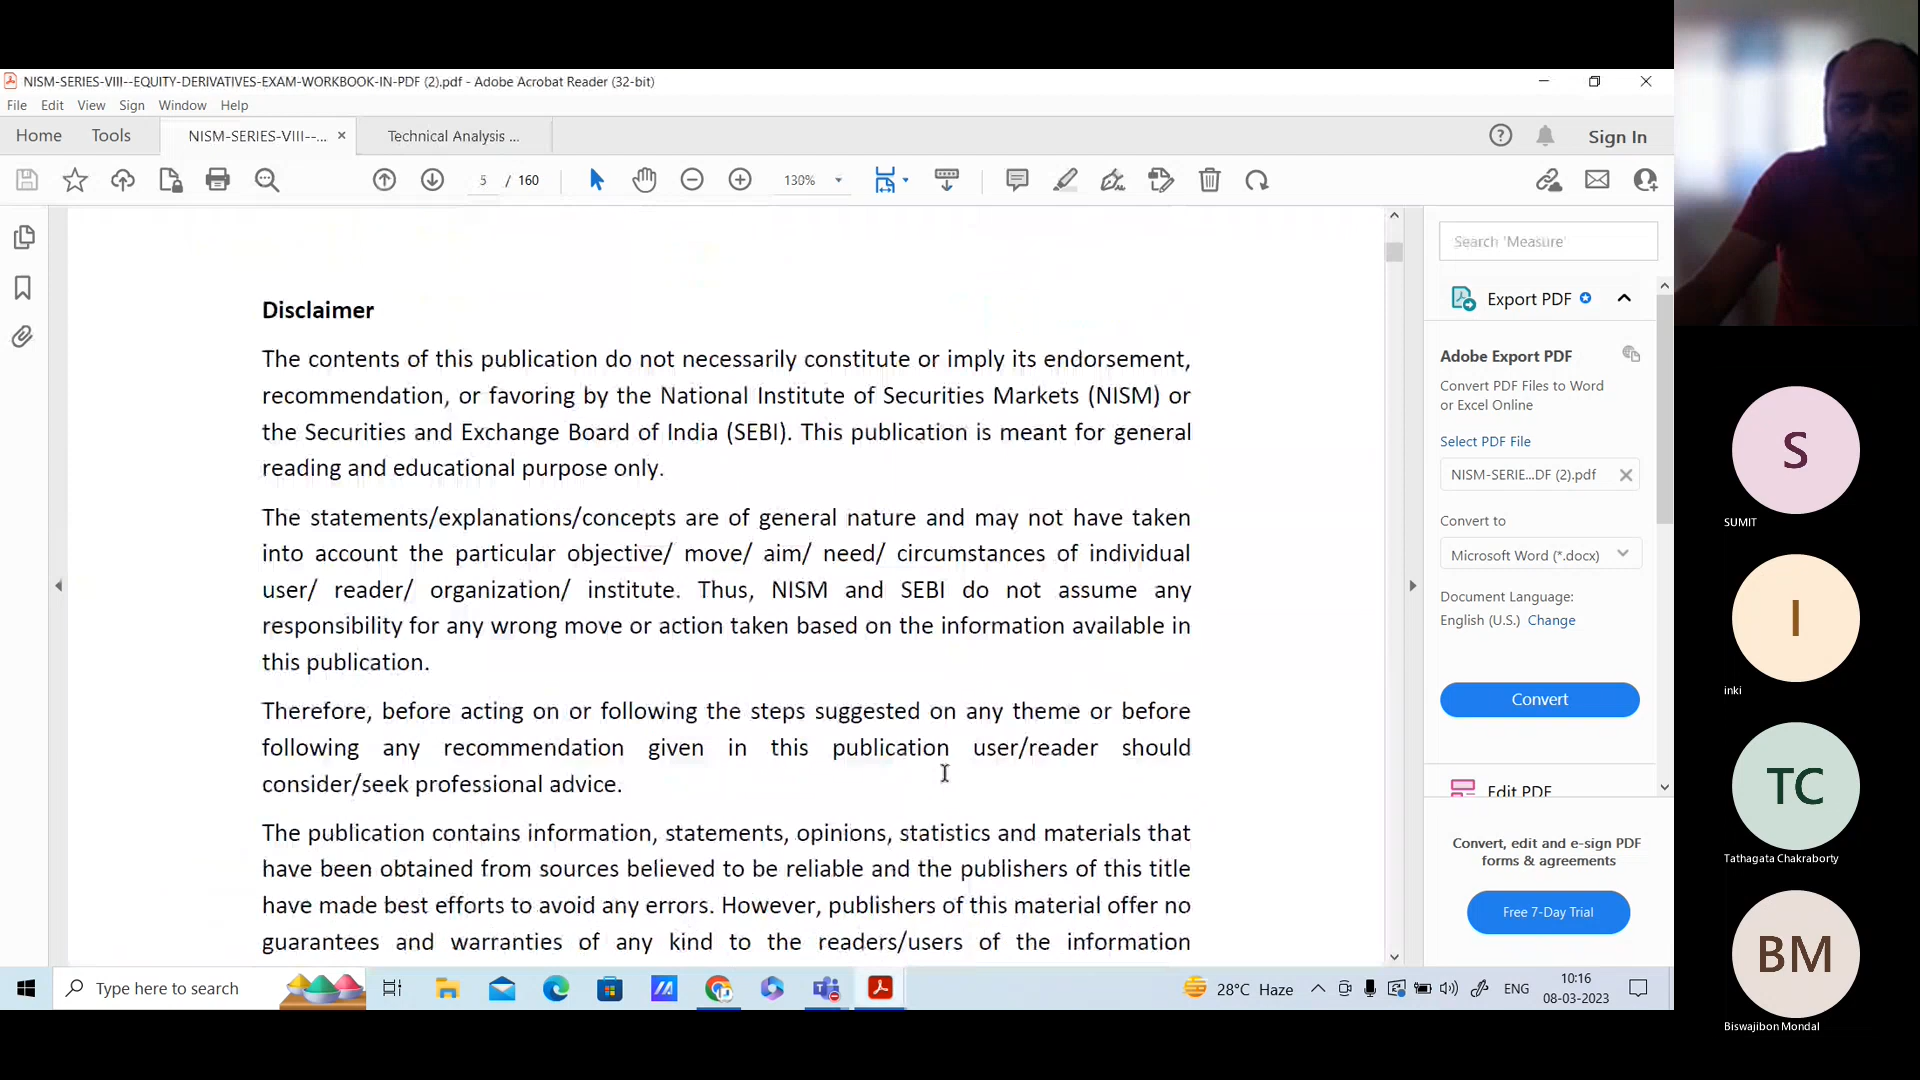 NISM-SERIES-VIII--EQUITY-DERIVATIVES-EXAM-WORKBOOK-IN-PDF (2).pdf - Adobe Acrobat Reader (32-bit)
File Edit View Sign Window Help
Home Tools NISM-SERIES-VIII--... × Technical Analysis ... Sign In
5 / 160 130%
Search 'Measure'
Export PDF
Adobe Export PDF
Convert PDF Files to Word
or Excel Online
Select PDF File
NISM-SERIE...DF (2).pdf
Convert to
Microsoft Word (*.docx)
Document Language:
English (U.S.) Change
Convert
Edit PDF
Convert, edit and e-sign PDF
forms & agreements
Free 7-Day Trial
Disclaimer
The contents of this publication do not necessarily constitute or imply its endorsement,
recommendation, or favoring by the National Institute of Securities Markets (NISM) or
the Securities and Exchange Board of India (SEBI). This publication is meant for general
reading and educational purpose only.
The statements/explanations/concepts are of general nature and may not have taken
into account the particular objective/ move/ aim/ need/ circumstances of individual
user/ reader/ organization/ institute. Thus, NISM and SEBI do not assume any
responsibility for any wrong move or action taken based on the information available in
this publication.
Therefore, before acting on or following the steps suggested on any theme or before
following any recommendation given in this publication user/reader should
consider/seek professional advice.
The publication contains information, statements, opinions, statistics and materials that
have been obtained from sources believed to be reliable and the publishers of this title
have made best efforts to avoid any errors. However, publishers of this material offer no
guarantees and warranties of any kind to the readers/users of the information
Type here to search
28°C Haze
ENG
10:16
08-03-2023
S
SUMIT
I
inki
TC
Tathagata Chakraborty
BM
Biswajibon Mondal